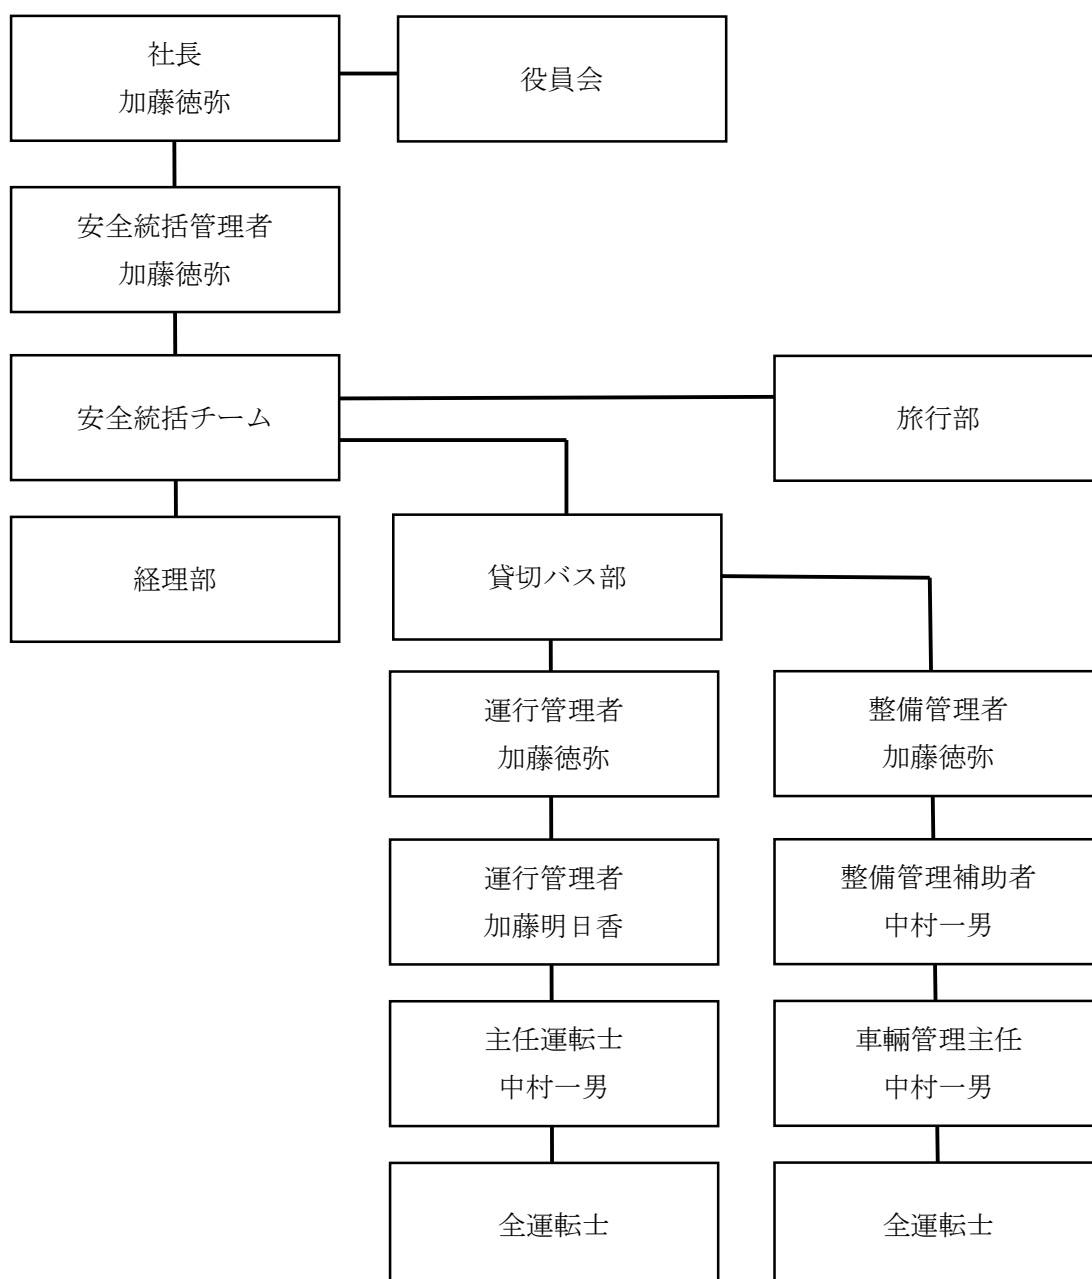 社長
加藤徳弥
役員会
安全統括管理者
加藤徳弥
安全統括チーム
旅行部
経理部
貸切バス部
運行管理者
加藤徳弥
整備管理者
加藤徳弥
運行管理者
加藤明日香
整備管理補助者
中村一男
主任運転士
中村一男
車輛管理主任
中村一男
全運転士
全運転士